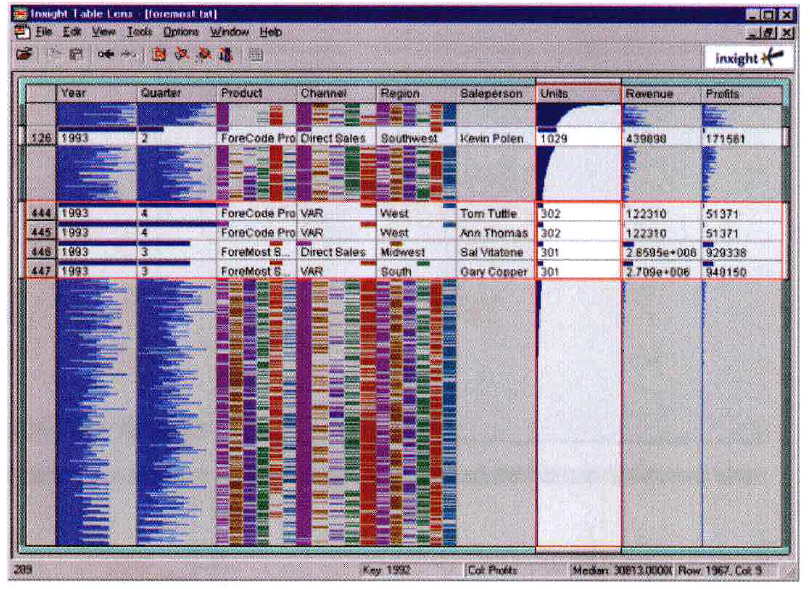 Inxight Table Lens - [foremost.txt]
File Edit View Tools Options Window Help
inxight
Year Quarter Product Channel Region Saleperson Units Revenue Profits
126 1993 2 ForeCode Pro Direct Sales Southwest Kevin Polen 1029 439898 171561
444 1993 4 ForeCode Pro VAR West Tom Tuttle 302 122310 51371
445 1993 4 ForeCode Pro VAR West Ann Thomas 302 122310 51371
446 1993 3 ForeMost S... Direct Sales Midwest Sal Vitatone 301 2.8595e+006 929338
447 1993 3 ForeMost S... VAR South Gary Copper 301 2.709e+006 948150
289 Key: 1992 Col: Profits Median: 30813.0000( Row: 1967, Col: 9